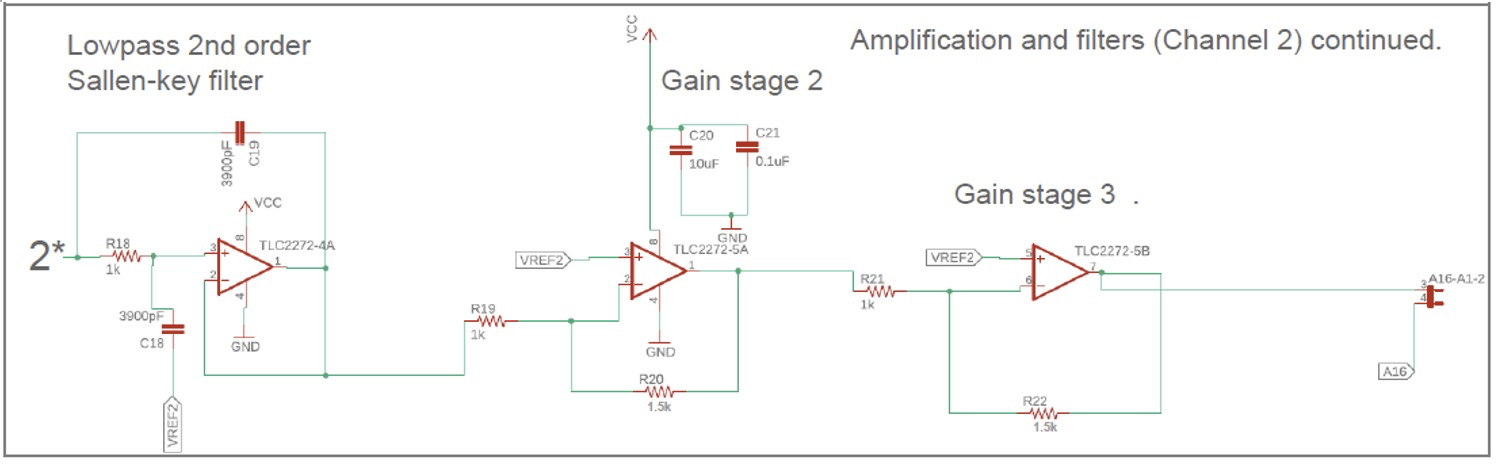 Lowpass 2nd order
Sallen-key filter
VCC
Gain stage 2
Amplification and filters (Channel 2) continued.
3900pF
C19
C20
10uF
C21
0.1uF
GND
Gain stage 3 .
2*
R18
1k
VCC
8
3
2
1
4
TLC2272-4A
GND
3900pF
C18
VREF2
R19
1k
VREF2
8
3
2
1
4
TLC2272-5A
GND
R20
1.5k
R21
1k
VREF2
5
6
7
TLC2272-5B
R22
1.5k
A16-A1-2
3
4
A16